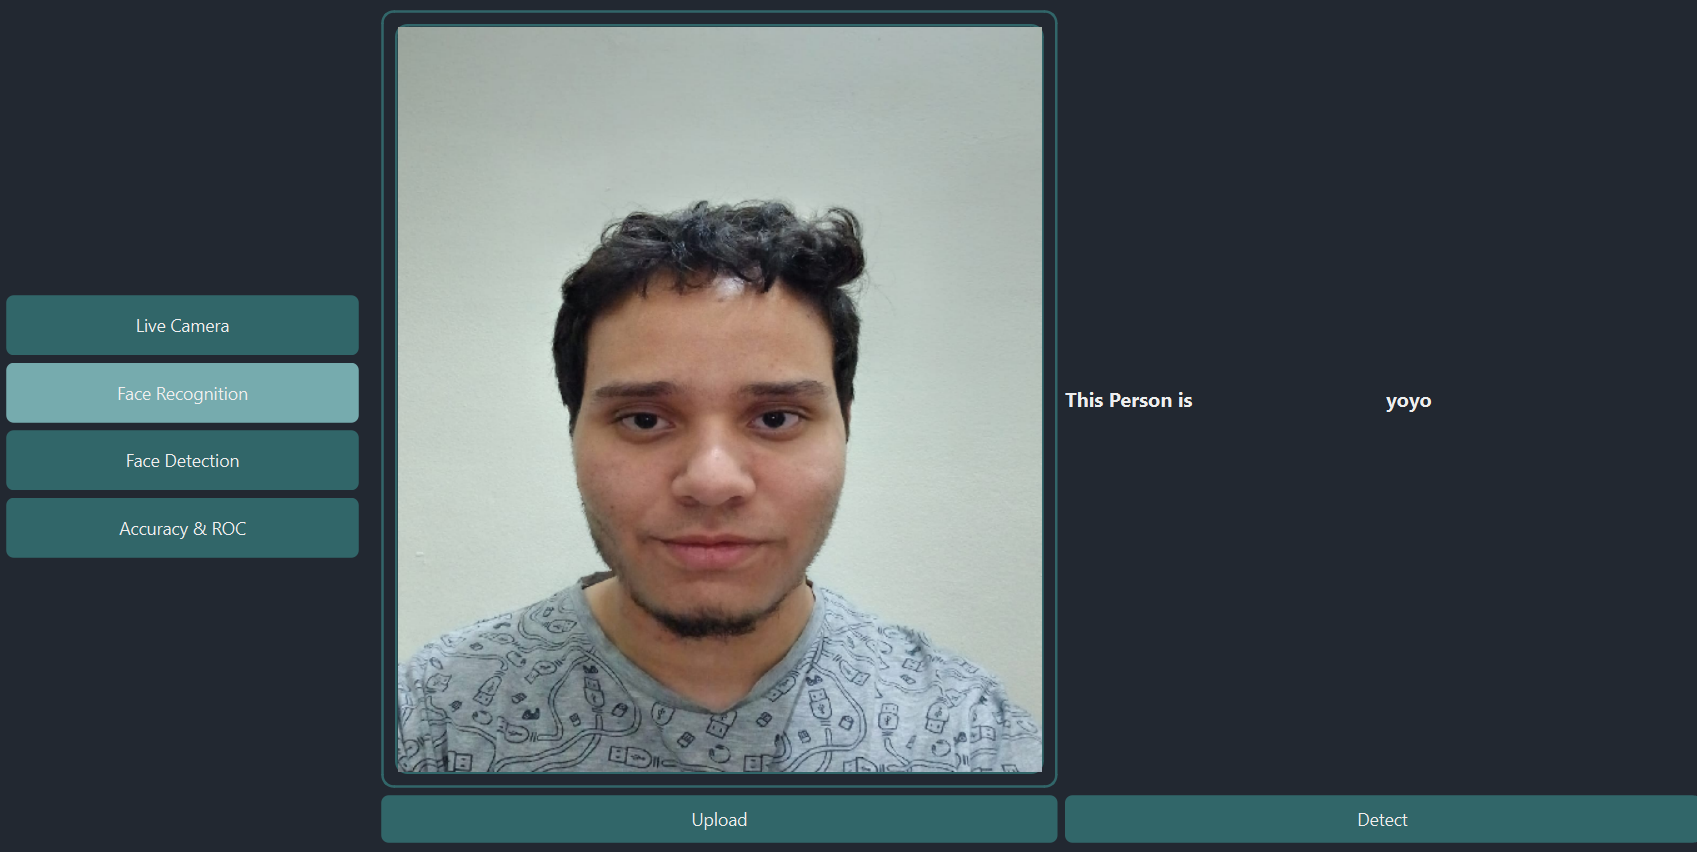 Live Camera
Face Recognition
Face Detection
Accuracy & ROC
This Person is yoyo
Upload
Detect